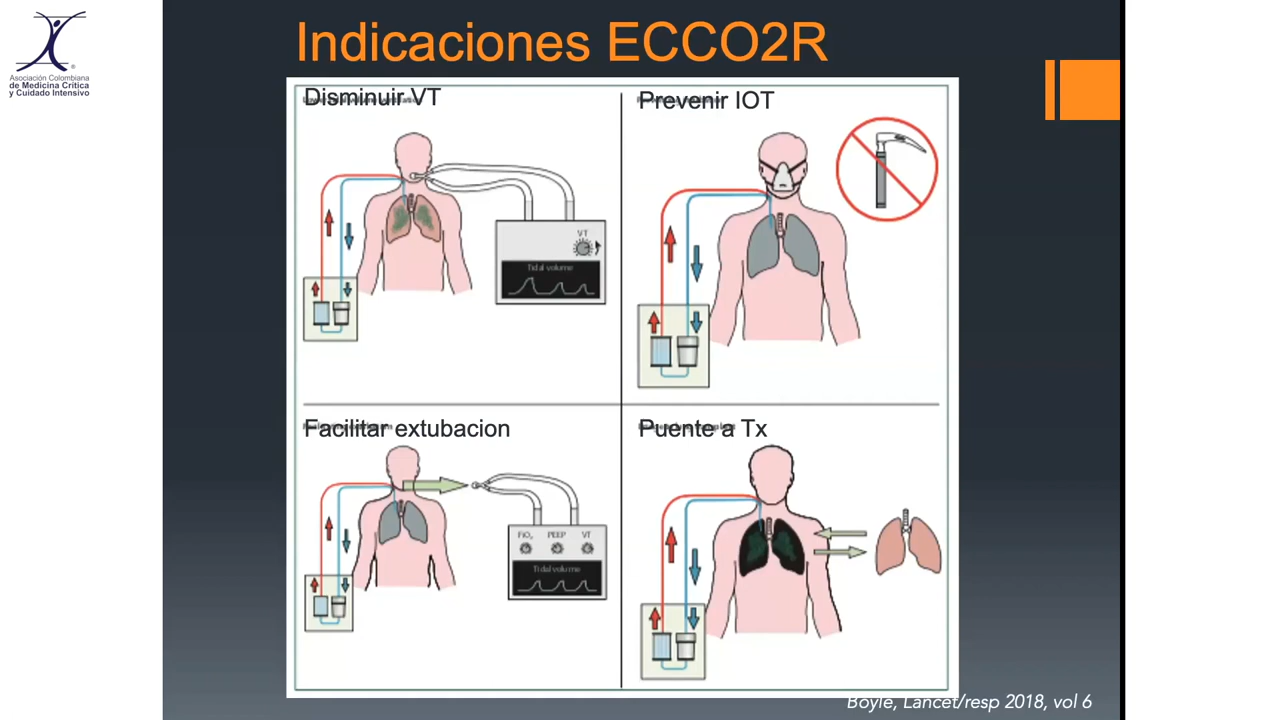 Indicaciones ECCO2R
Asociación Colombiana
de Medicina Crítica
y Cuidado Intensivo
Disminuir VT
VT
Tidal volume
Prevenir IOT
Facilitar extubacion
FiO₂ PEEP VT
Tidal volume
Puente a Tx
Boyle, Lancet/resp 2018, vol 6